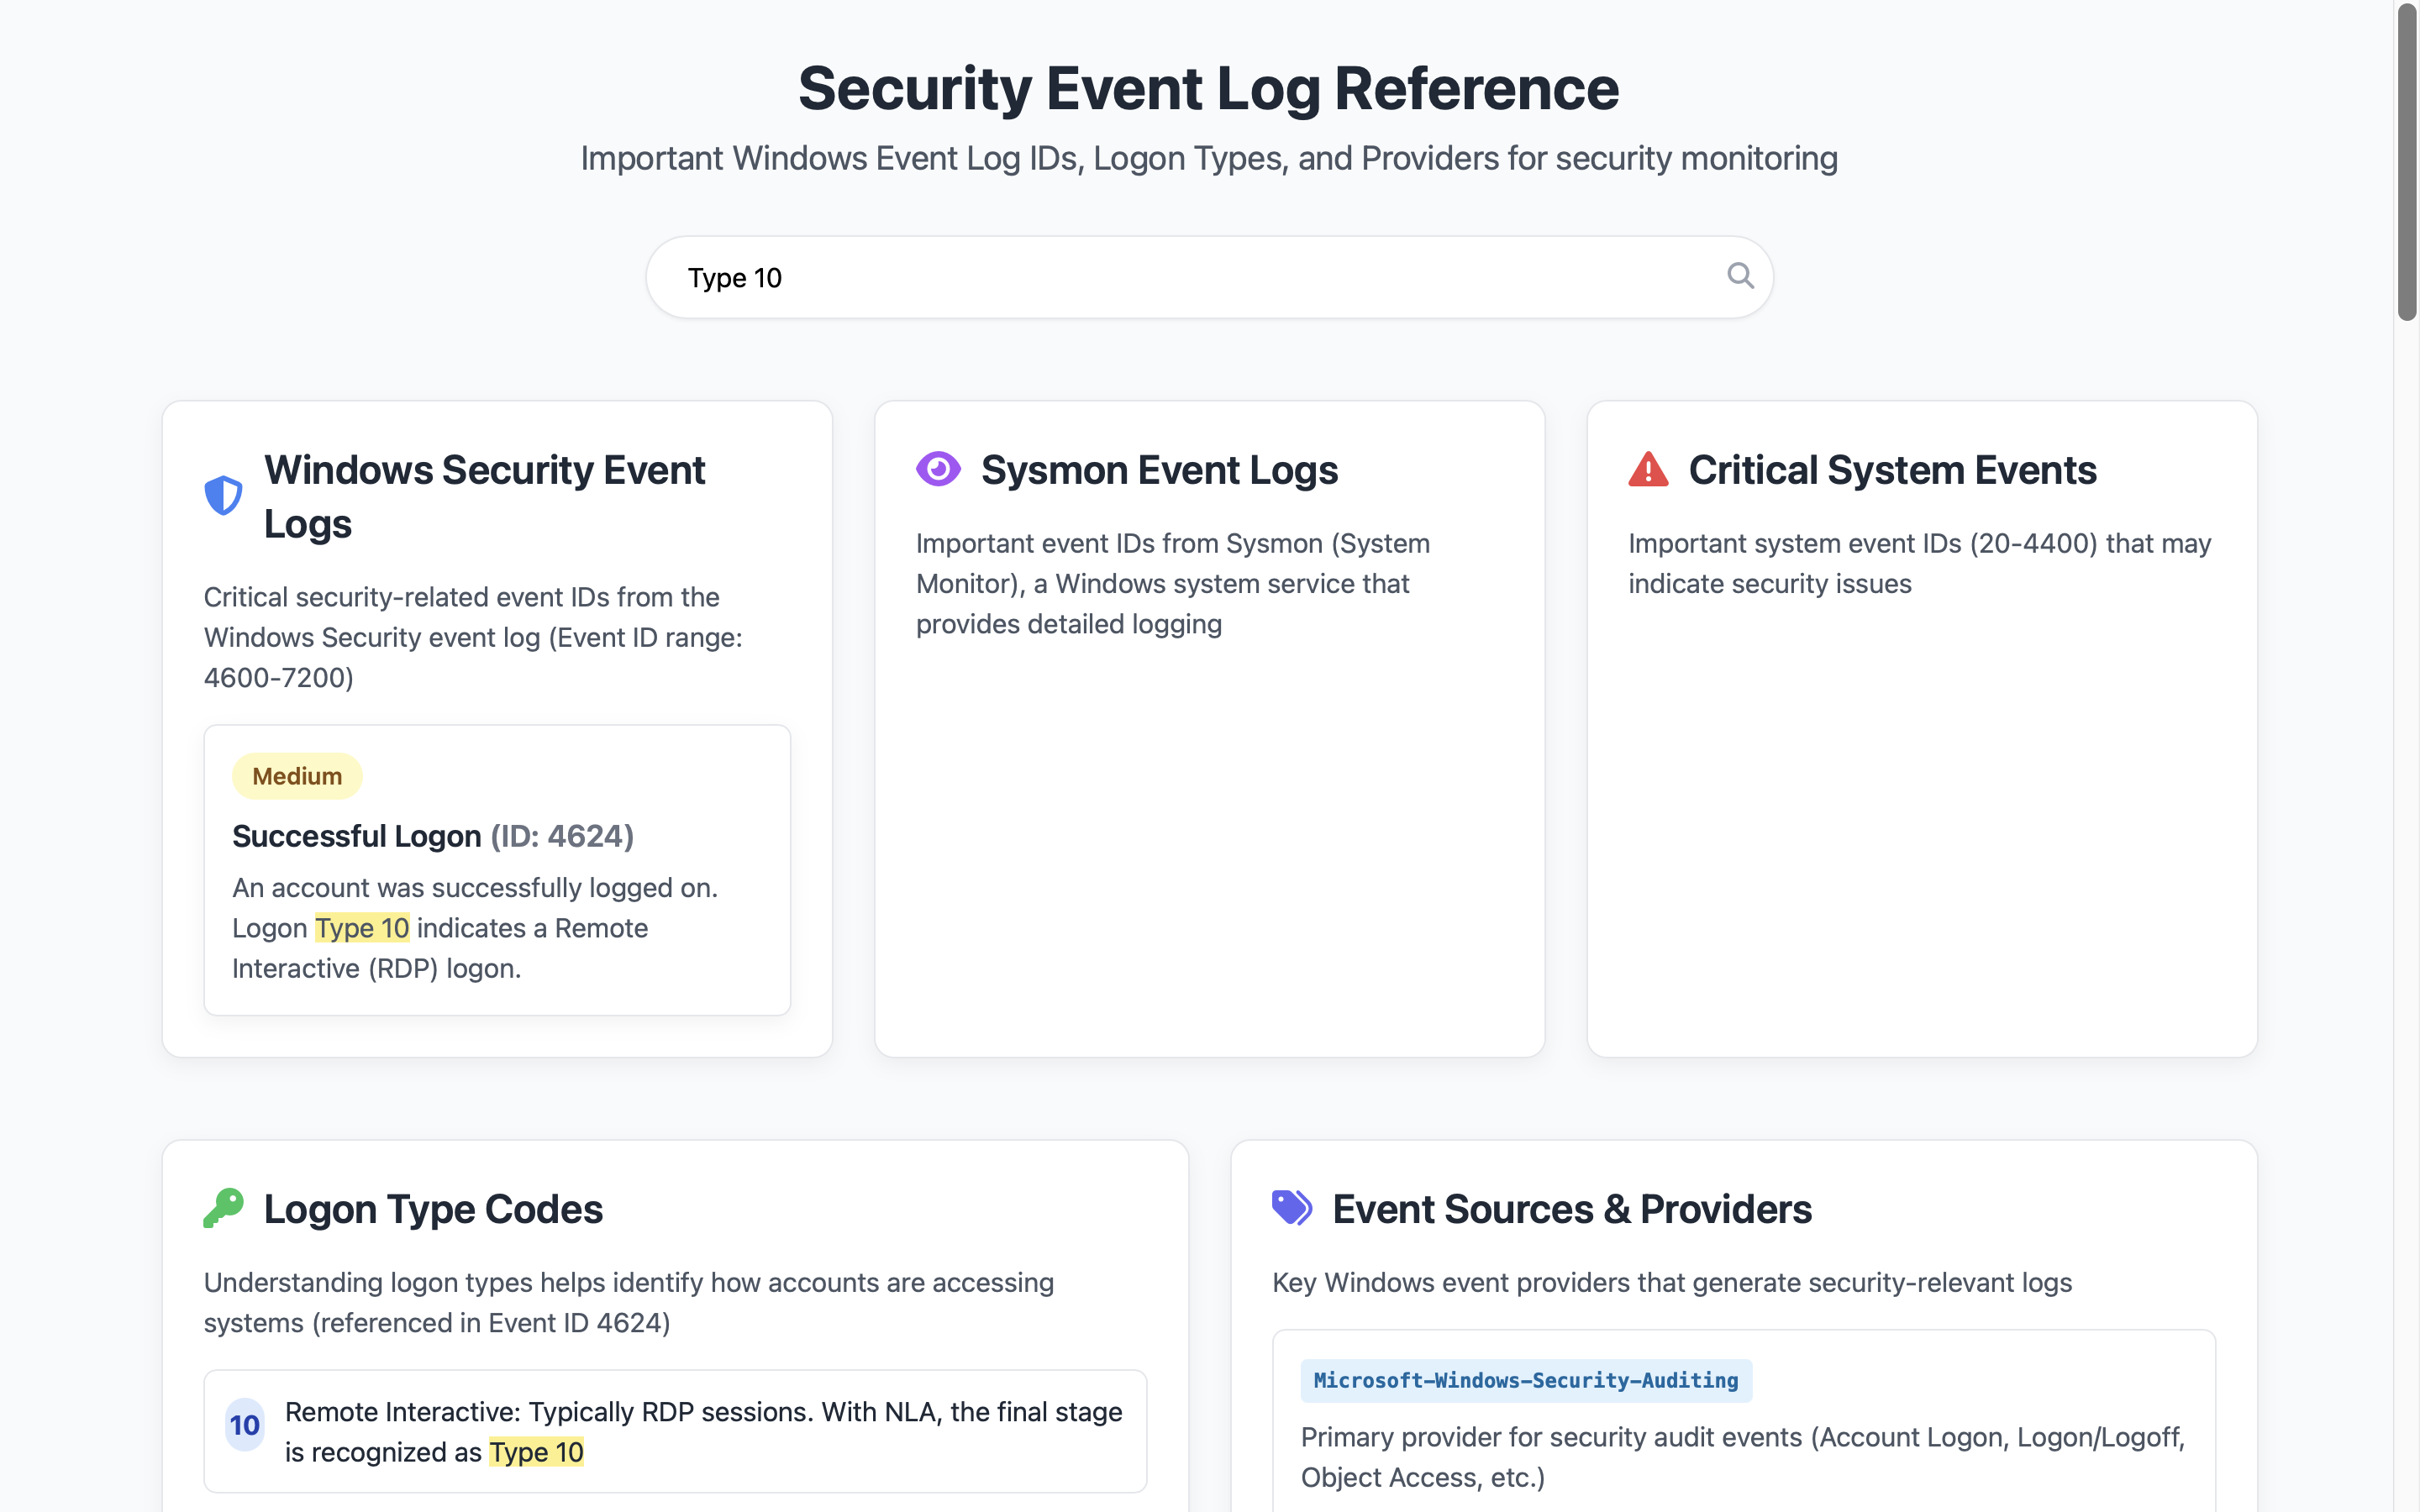 Security Event Log Reference
Important Windows Event Log IDs, Logon Types, and Providers for security monitoring
Type 10
Windows Security Event
Logs
Critical security-related event IDs from the
Windows Security event log (Event ID range:
4600-7200)
Medium
Successful Logon (ID: 4624)
An account was successfully logged on.
Logon Type 10 indicates a Remote
Interactive (RDP) logon.
Sysmon Event Logs
Important event IDs from Sysmon (System
Monitor), a Windows system service that
provides detailed logging
Critical System Events
Important system event IDs (20-4400) that may
indicate security issues
Logon Type Codes
Understanding logon types helps identify how accounts are accessing
systems (referenced in Event ID 4624)
10
Remote Interactive: Typically RDP sessions. With NLA, the final stage
is recognized as Type 10
Event Sources & Providers
Key Windows event providers that generate security-relevant logs
Microsoft-Windows-Security-Auditing
Primary provider for security audit events (Account Logon, Logon/Logoff,
Object Access, etc.)